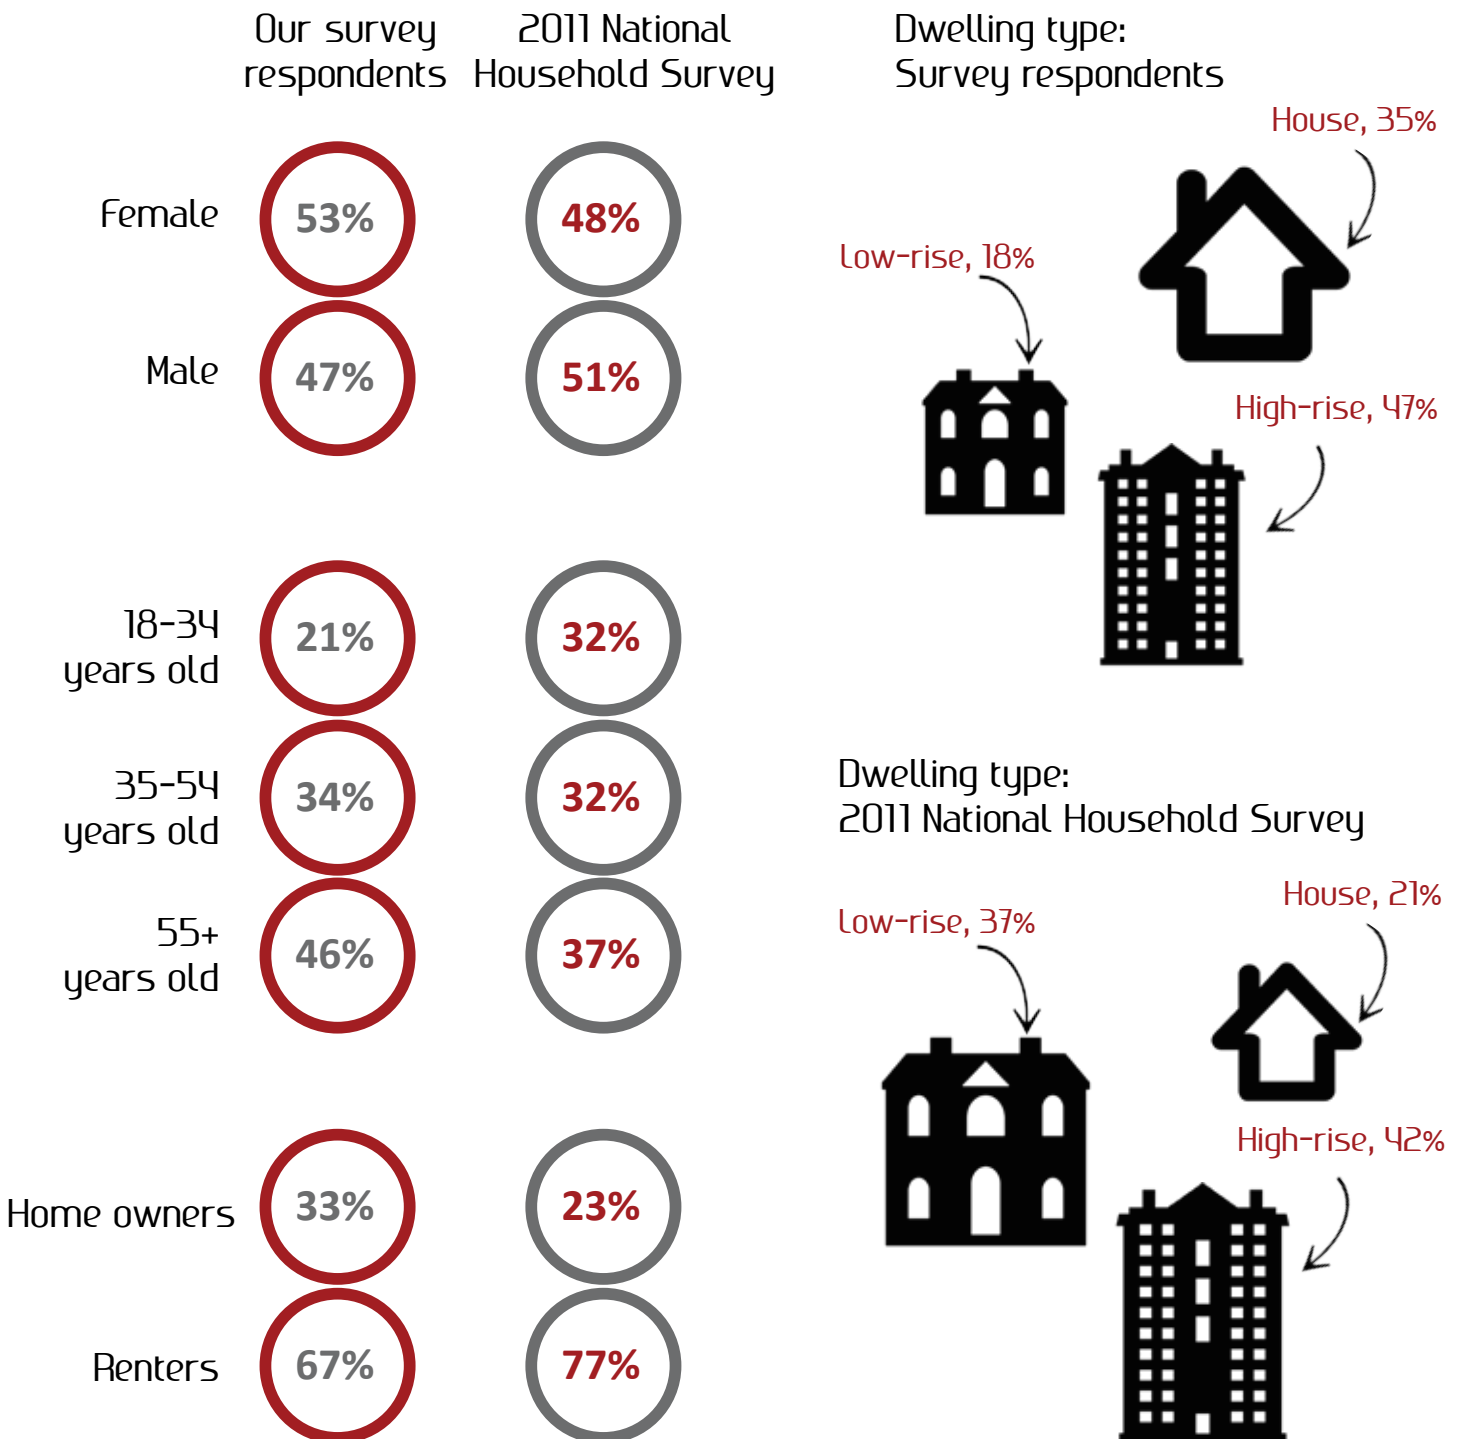 Our survey
respondents
2011 National
Household Survey
Female
53%
48%
Male
47%
51%
18-34
years old
21%
32%
35-54
years old
34%
32%
55+
years old
46%
37%
Home owners
33%
23%
Renters
67%
77%
Dwelling type:
Survey respondents
House, 35%
Low-rise, 18%
High-rise, 47%
Dwelling type:
2011 National Household Survey
House, 21%
Low-rise, 37%
High-rise, 42%